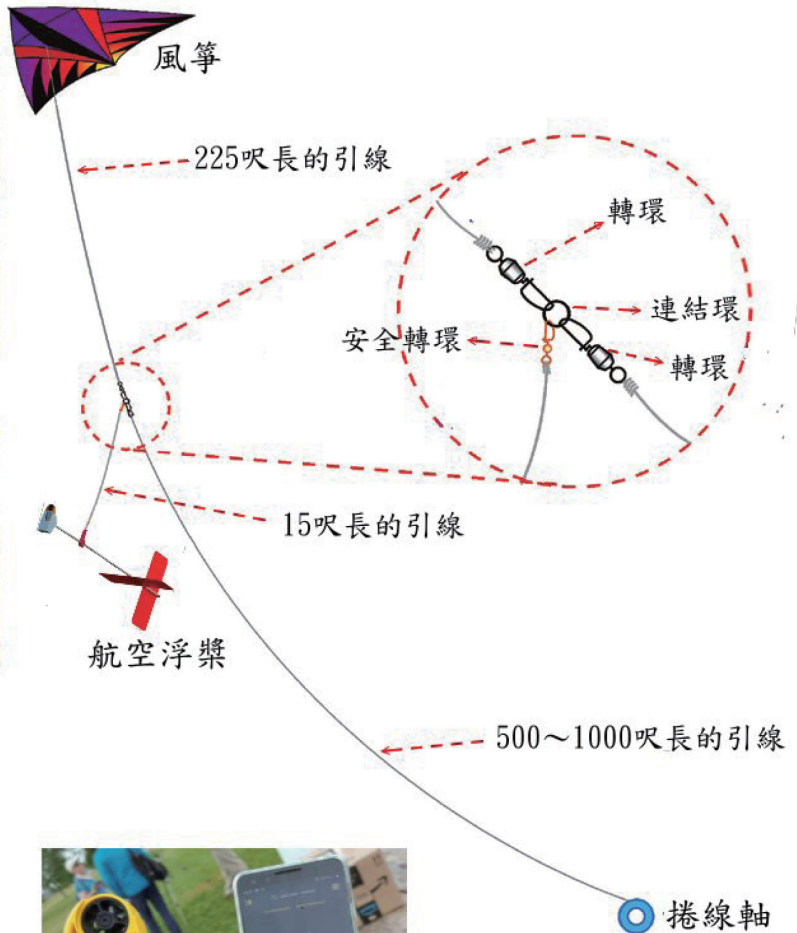 風箏
225呎長的引線
轉環
連結環
安全轉環
轉環
15呎長的引線
航空浮槳
500～1000呎長的引線
捲線軸